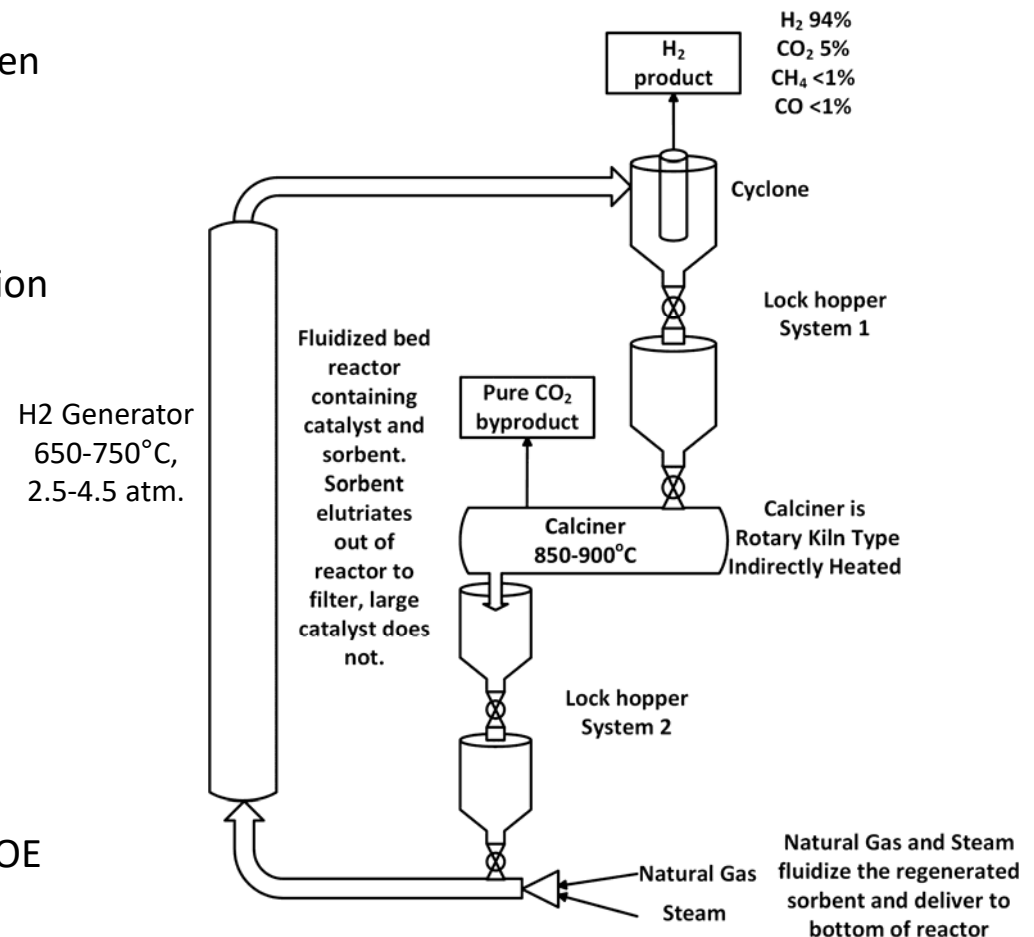 en
ion
OE
H2 Generator
650-750°C,
2.5-4.5 atm.
H₂
product
H₂ 94%
CO₂ 5%
CH₄ <1%
CO <1%
Cyclone
Lock hopper
System 1
Fluidized bed
reactor
containing
catalyst and
sorbent.
Sorbent
elutriates
out of
reactor to
filter, large
catalyst does
not.
Pure CO₂
byproduct
Calciner
850-900°C
Calciner is
Rotary Kiln Type
Indirectly Heated
Lock hopper
System 2
Natural Gas
Steam
Natural Gas and Steam
fluidize the regenerated
sorbent and deliver to
bottom of reactor